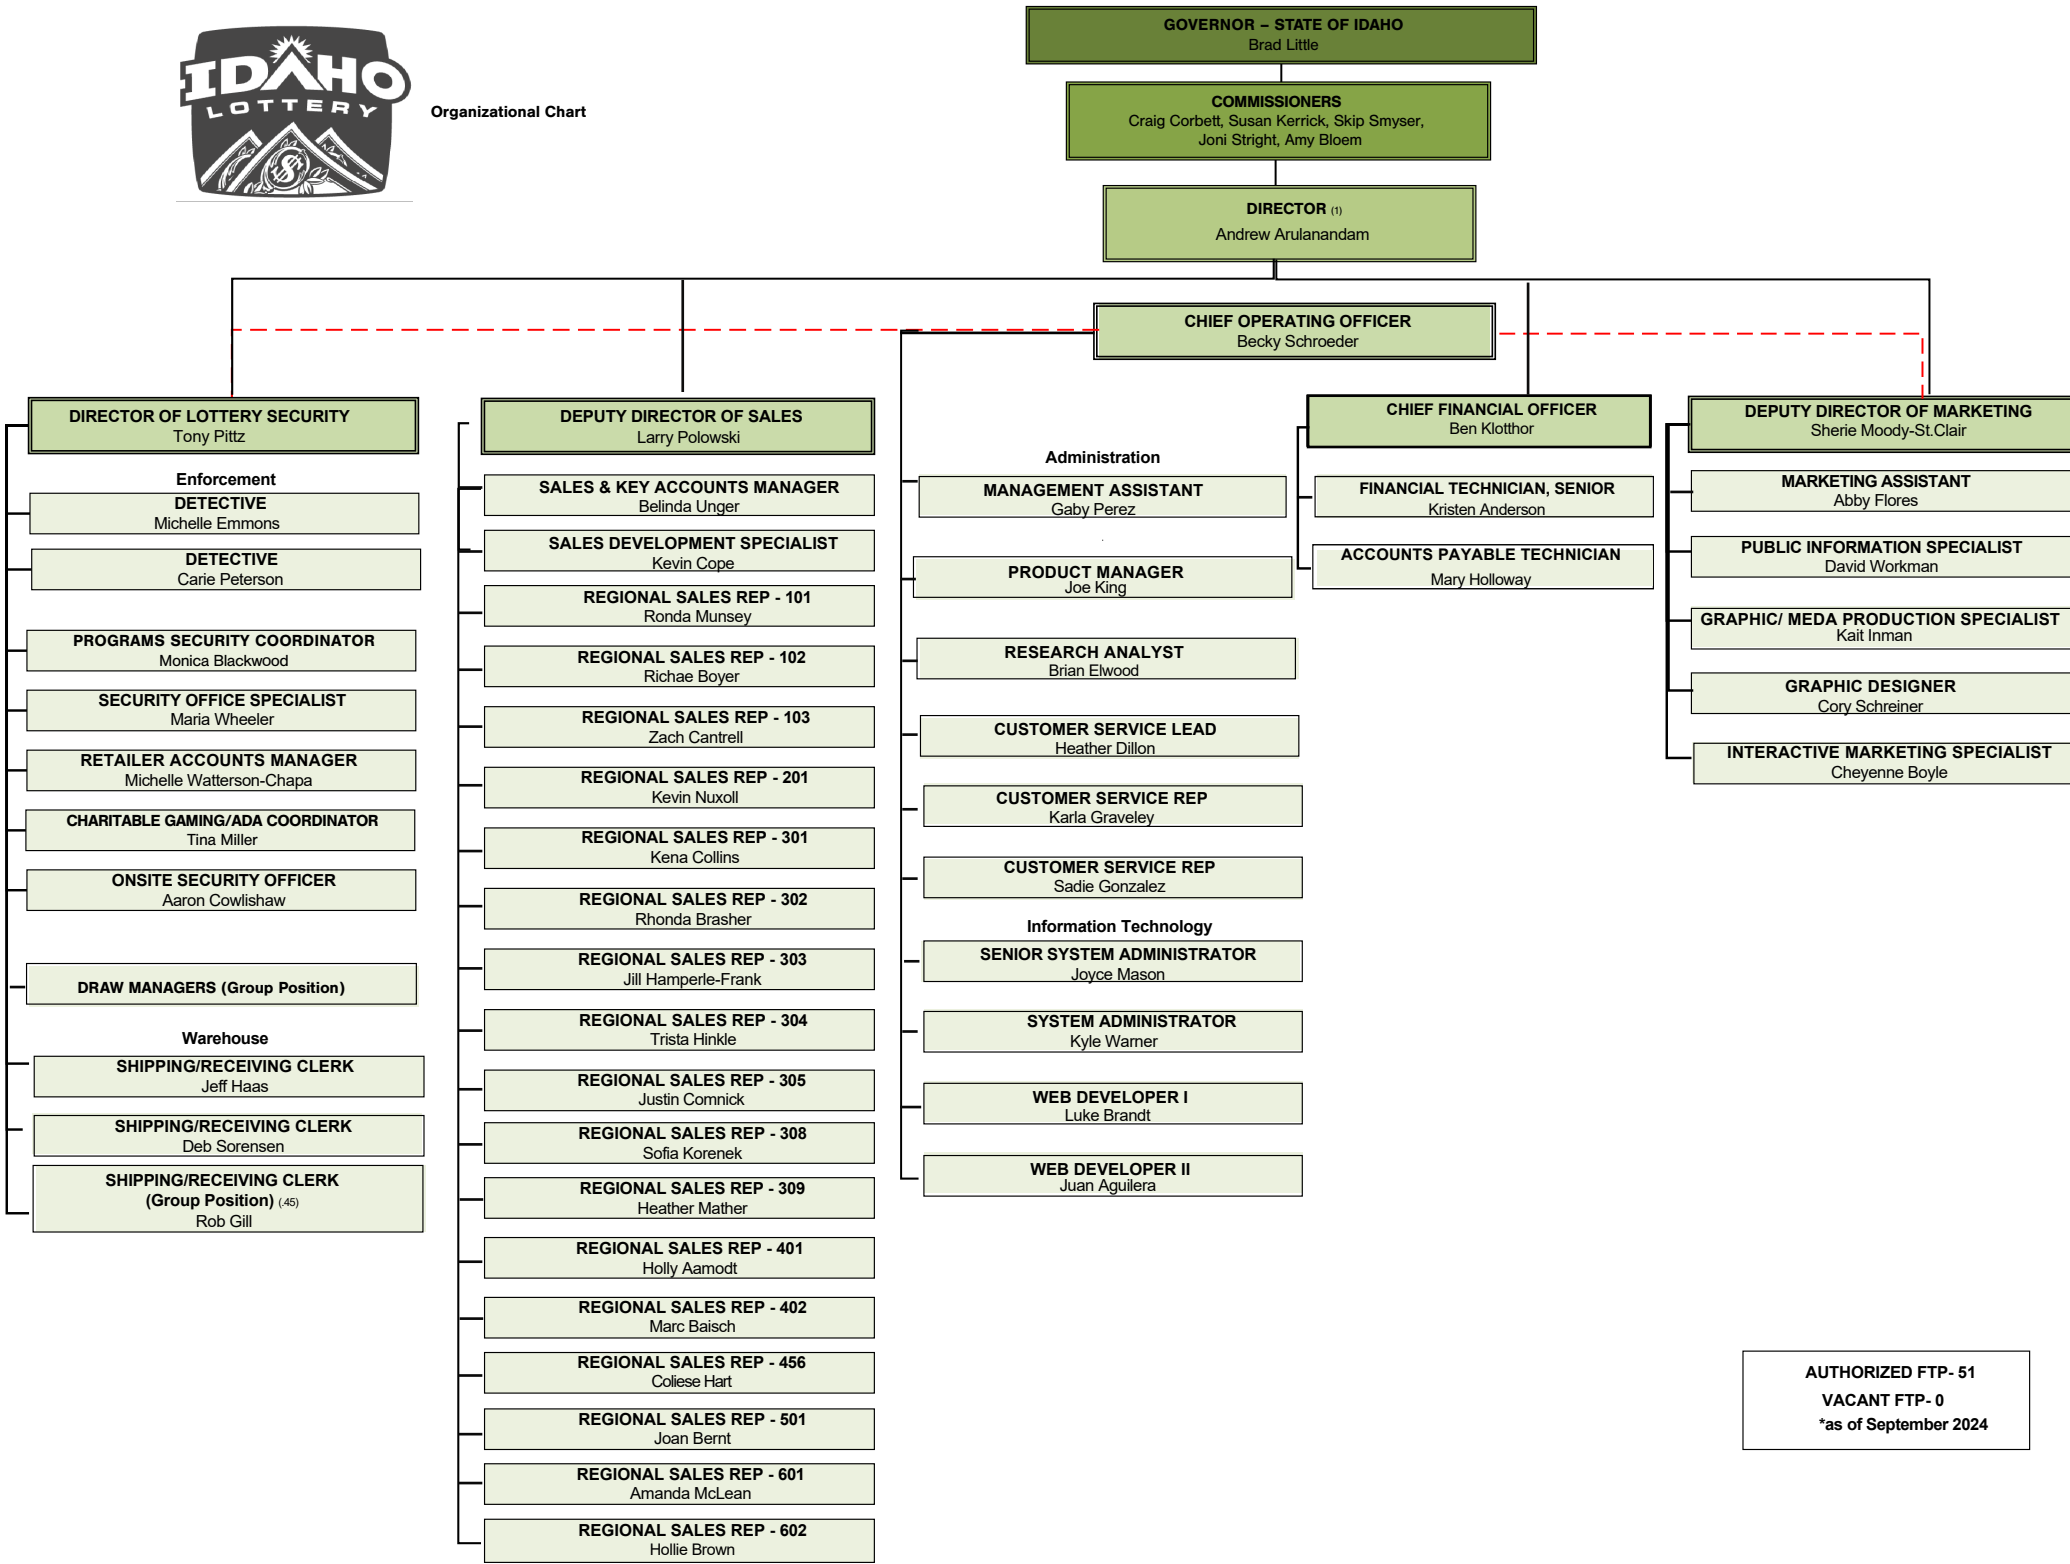 IDAHO
LOTTERY
$
Organizational Chart
GOVERNOR – STATE OF IDAHO
Brad Little
COMMISSIONERS
Craig Corbett, Susan Kerrick, Skip Smyser,
Joni Stright, Amy Bloem
DIRECTOR (1)
Andrew Arulanandam
CHIEF OPERATING OFFICER
Becky Schroeder
DIRECTOR OF LOTTERY SECURITY
Tony Pittz
Enforcement
DETECTIVE
Michelle Emmons
DETECTIVE
Carie Peterson
PROGRAMS SECURITY COORDINATOR
Monica Blackwood
SECURITY OFFICE SPECIALIST
Maria Wheeler
RETAILER ACCOUNTS MANAGER
Michelle Watterson-Chapa
CHARITABLE GAMING/ADA COORDINATOR
Tina Miller
ONSITE SECURITY OFFICER
Aaron Cowlishaw
DRAW MANAGERS (Group Position)
Warehouse
SHIPPING/RECEIVING CLERK
Jeff Haas
SHIPPING/RECEIVING CLERK
Deb Sorensen
SHIPPING/RECEIVING CLERK
(Group Position) (.45)
Rob Gill
DEPUTY DIRECTOR OF SALES
Larry Polowski
SALES & KEY ACCOUNTS MANAGER
Belinda Unger
SALES DEVELOPMENT SPECIALIST
Kevin Cope
REGIONAL SALES REP - 101
Ronda Munsey
REGIONAL SALES REP - 102
Richae Boyer
REGIONAL SALES REP - 103
Zach Cantrell
REGIONAL SALES REP - 201
Kevin Nuxoll
REGIONAL SALES REP - 301
Kena Collins
REGIONAL SALES REP - 302
Rhonda Brasher
REGIONAL SALES REP - 303
Jill Hamperle-Frank
REGIONAL SALES REP - 304
Trista Hinkle
REGIONAL SALES REP - 305
Justin Comnick
REGIONAL SALES REP - 308
Sofia Korenek
REGIONAL SALES REP - 309
Heather Mather
REGIONAL SALES REP - 401
Holly Aamodt
REGIONAL SALES REP - 402
Marc Baisch
REGIONAL SALES REP - 456
Coliese Hart
REGIONAL SALES REP - 501
Joan Bernt
REGIONAL SALES REP - 601
Amanda McLean
REGIONAL SALES REP - 602
Hollie Brown
Administration
MANAGEMENT ASSISTANT
Gaby Perez
PRODUCT MANAGER
Joe King
RESEARCH ANALYST
Brian Elwood
CUSTOMER SERVICE LEAD
Heather Dillon
CUSTOMER SERVICE REP
Karla Graveley
CUSTOMER SERVICE REP
Sadie Gonzalez
Information Technology
SENIOR SYSTEM ADMINISTRATOR
Joyce Mason
SYSTEM ADMINISTRATOR
Kyle Warner
WEB DEVELOPER I
Luke Brandt
WEB DEVELOPER II
Juan Aguilera
CHIEF FINANCIAL OFFICER
Ben Klotthor
FINANCIAL TECHNICIAN, SENIOR
Kristen Anderson
ACCOUNTS PAYABLE TECHNICIAN
Mary Holloway
DEPUTY DIRECTOR OF MARKETING
Sherie Moody-St.Clair
MARKETING ASSISTANT
Abby Flores
PUBLIC INFORMATION SPECIALIST
David Workman
GRAPHIC/ MEDA PRODUCTION SPECIALIST
Kait Inman
GRAPHIC DESIGNER
Cory Schreiner
INTERACTIVE MARKETING SPECIALIST
Cheyenne Boyle
AUTHORIZED FTP- 51
VACANT FTP- 0
*as of September 2024